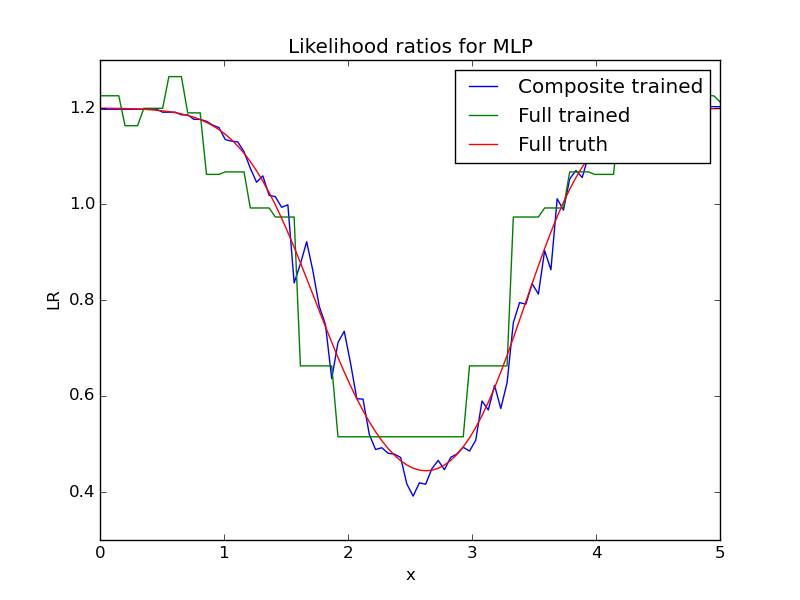 Likelihood ratios for MLP
Composite trained
Full trained
Full truth
1.2
1.0
0.8
0.6
0.4
LR
0 1 2 3 4 5
x